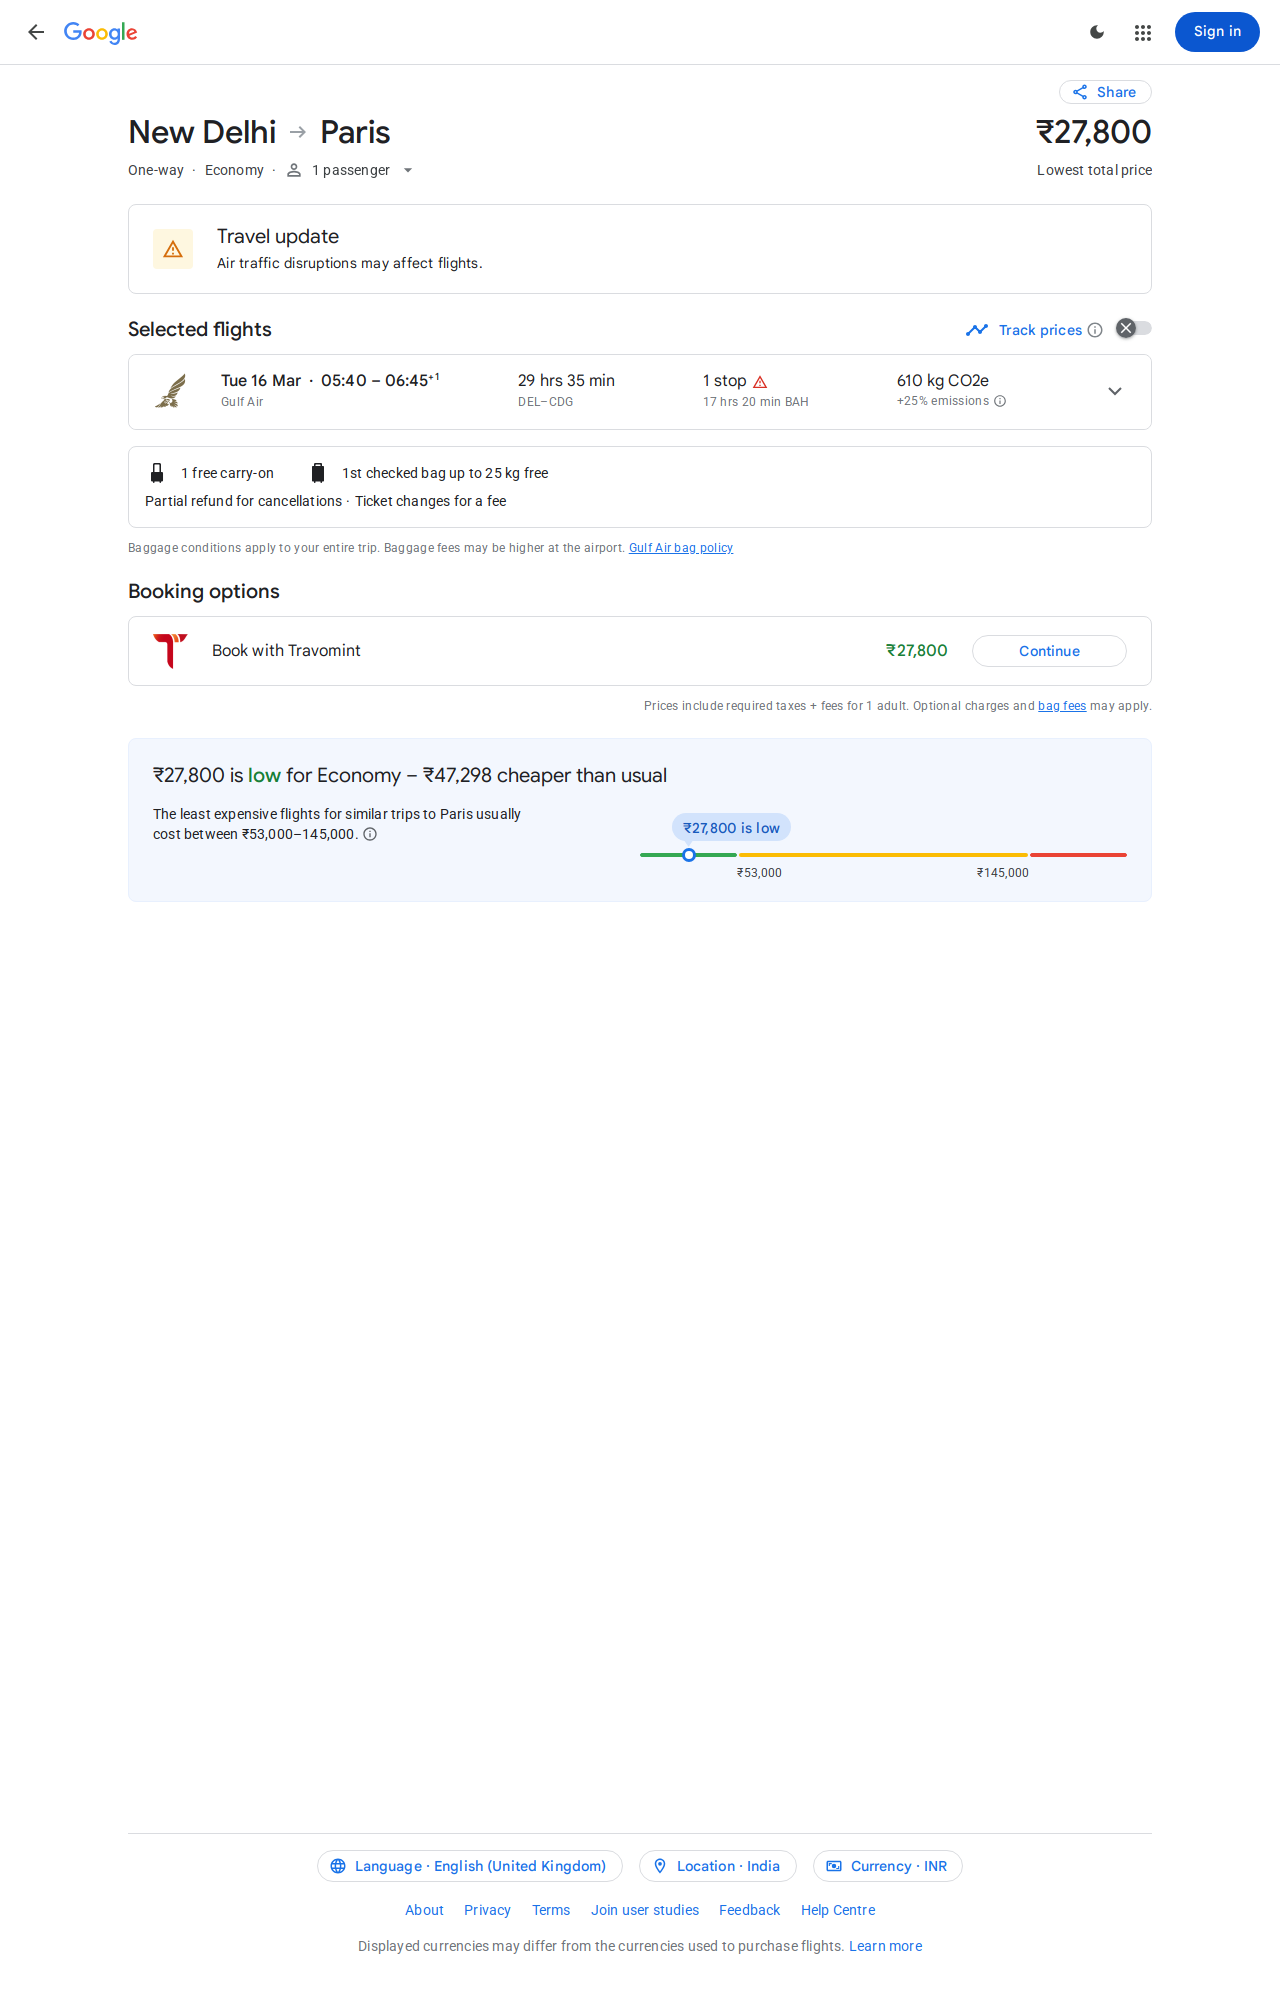 Google
Sign in
Share
New Delhi → Paris
₹27,800
One-way · Economy · 1 passenger
Lowest total price
Travel update
Air traffic disruptions may affect flights.
Selected flights
Track prices
Tue 16 Mar · 05:40 – 06:45+1
29 hrs 35 min
1 stop
610 kg CO2e
Gulf Air
DEL–CDG
17 hrs 20 min BAH
+25% emissions
1 free carry-on
1st checked bag up to 25 kg free
Partial refund for cancellations · Ticket changes for a fee
Baggage conditions apply to your entire trip. Baggage fees may be higher at the airport. Gulf Air bag policy
Booking options
Book with Travomint
₹27,800
Continue
Prices include required taxes + fees for 1 adult. Optional charges and bag fees may apply.
₹27,800 is low for Economy – ₹47,298 cheaper than usual
The least expensive flights for similar trips to Paris usually
cost between ₹53,000–145,000.
₹27,800 is low
₹53,000
₹145,000
Language · English (United Kingdom)
Location · India
Currency · INR
About
Privacy
Terms
Join user studies
Feedback
Help Centre
Displayed currencies may differ from the currencies used to purchase flights. Learn more